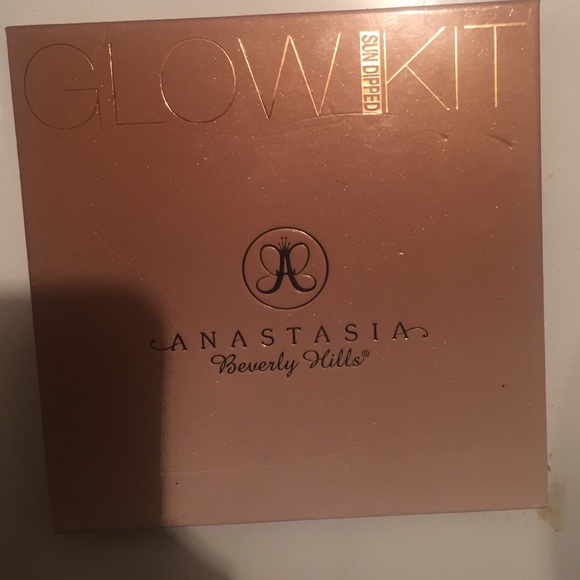 GLOW SUN DIPPED KIT
ANASTASIA
Beverly Hills®